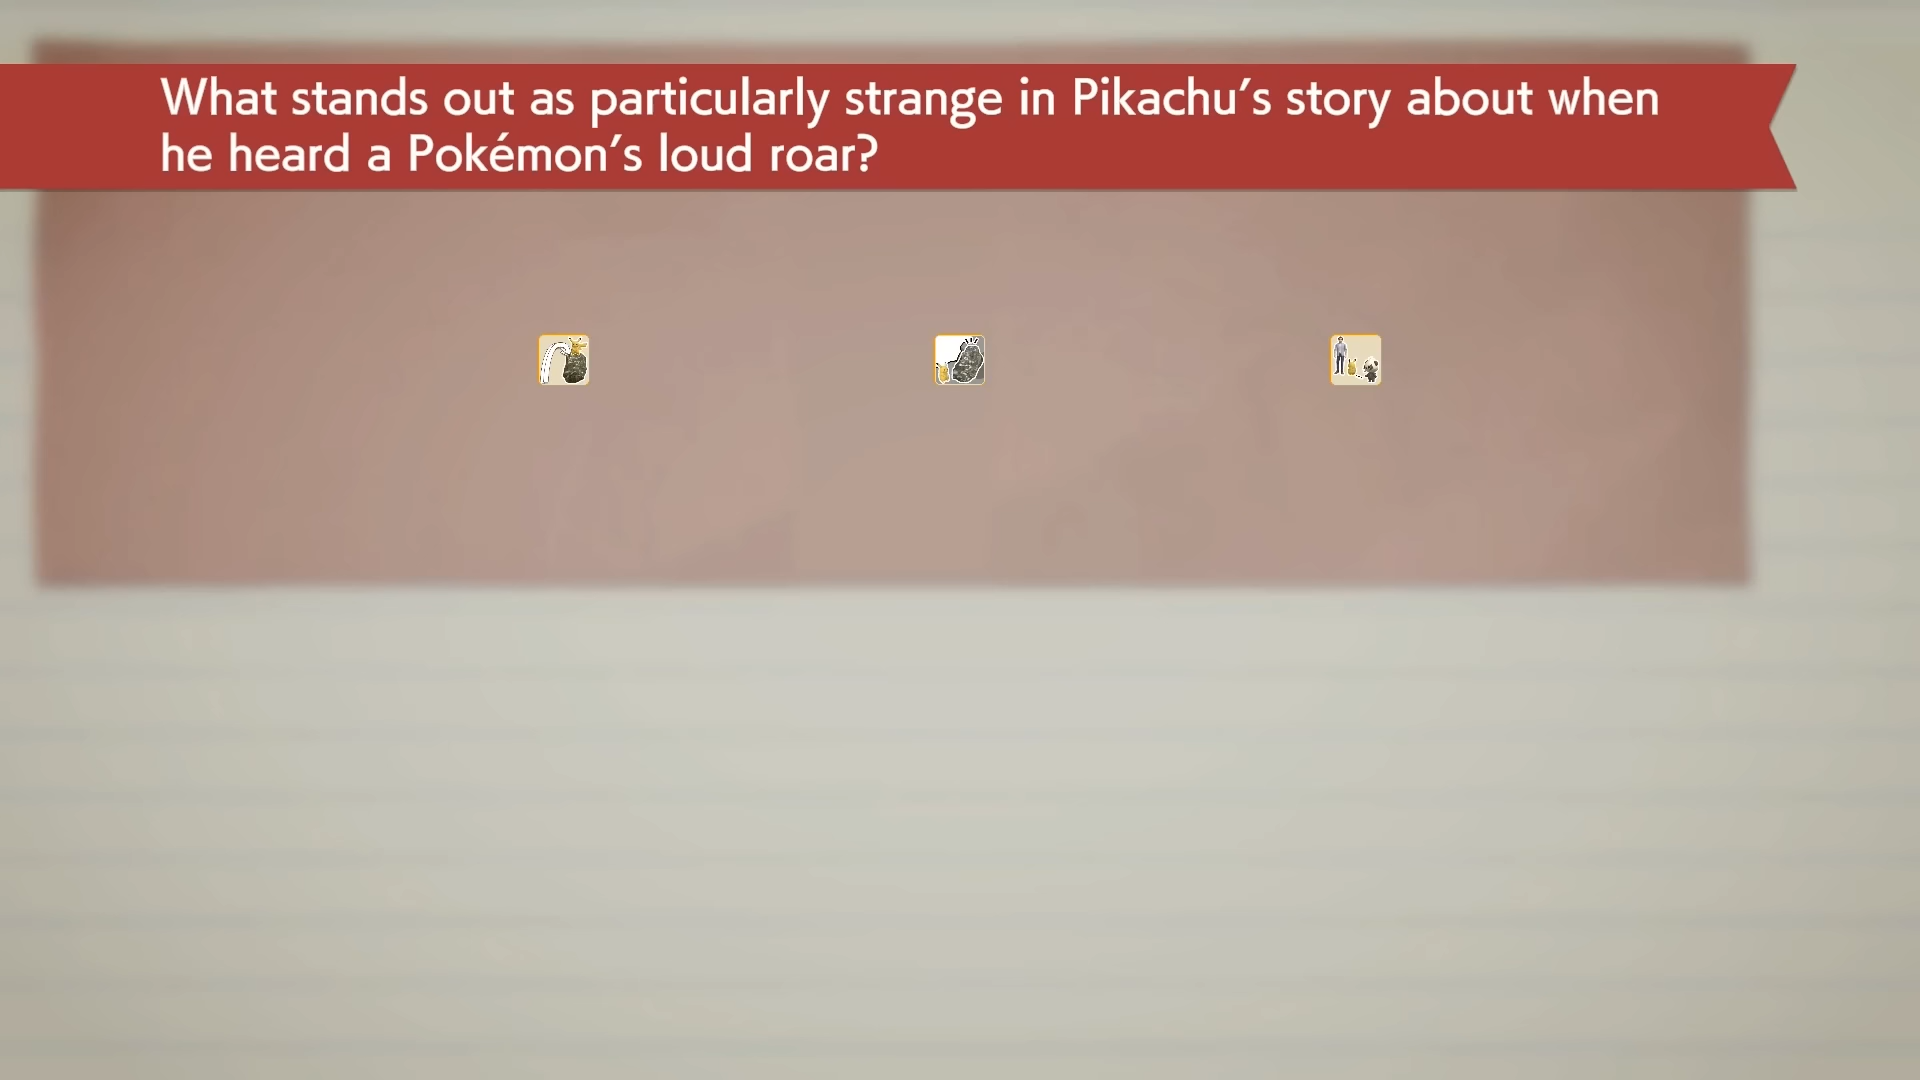 What stands out as particularly strange in Pikachu's story about when
he heard a Pokémon's loud roar?